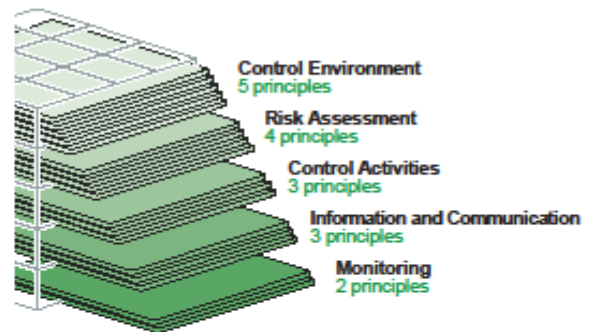 Control Environment
5 principles
Risk Assessment
4 principles
Control Activities
3 principles
Information and Communication
3 principles
Monitoring
2 principles